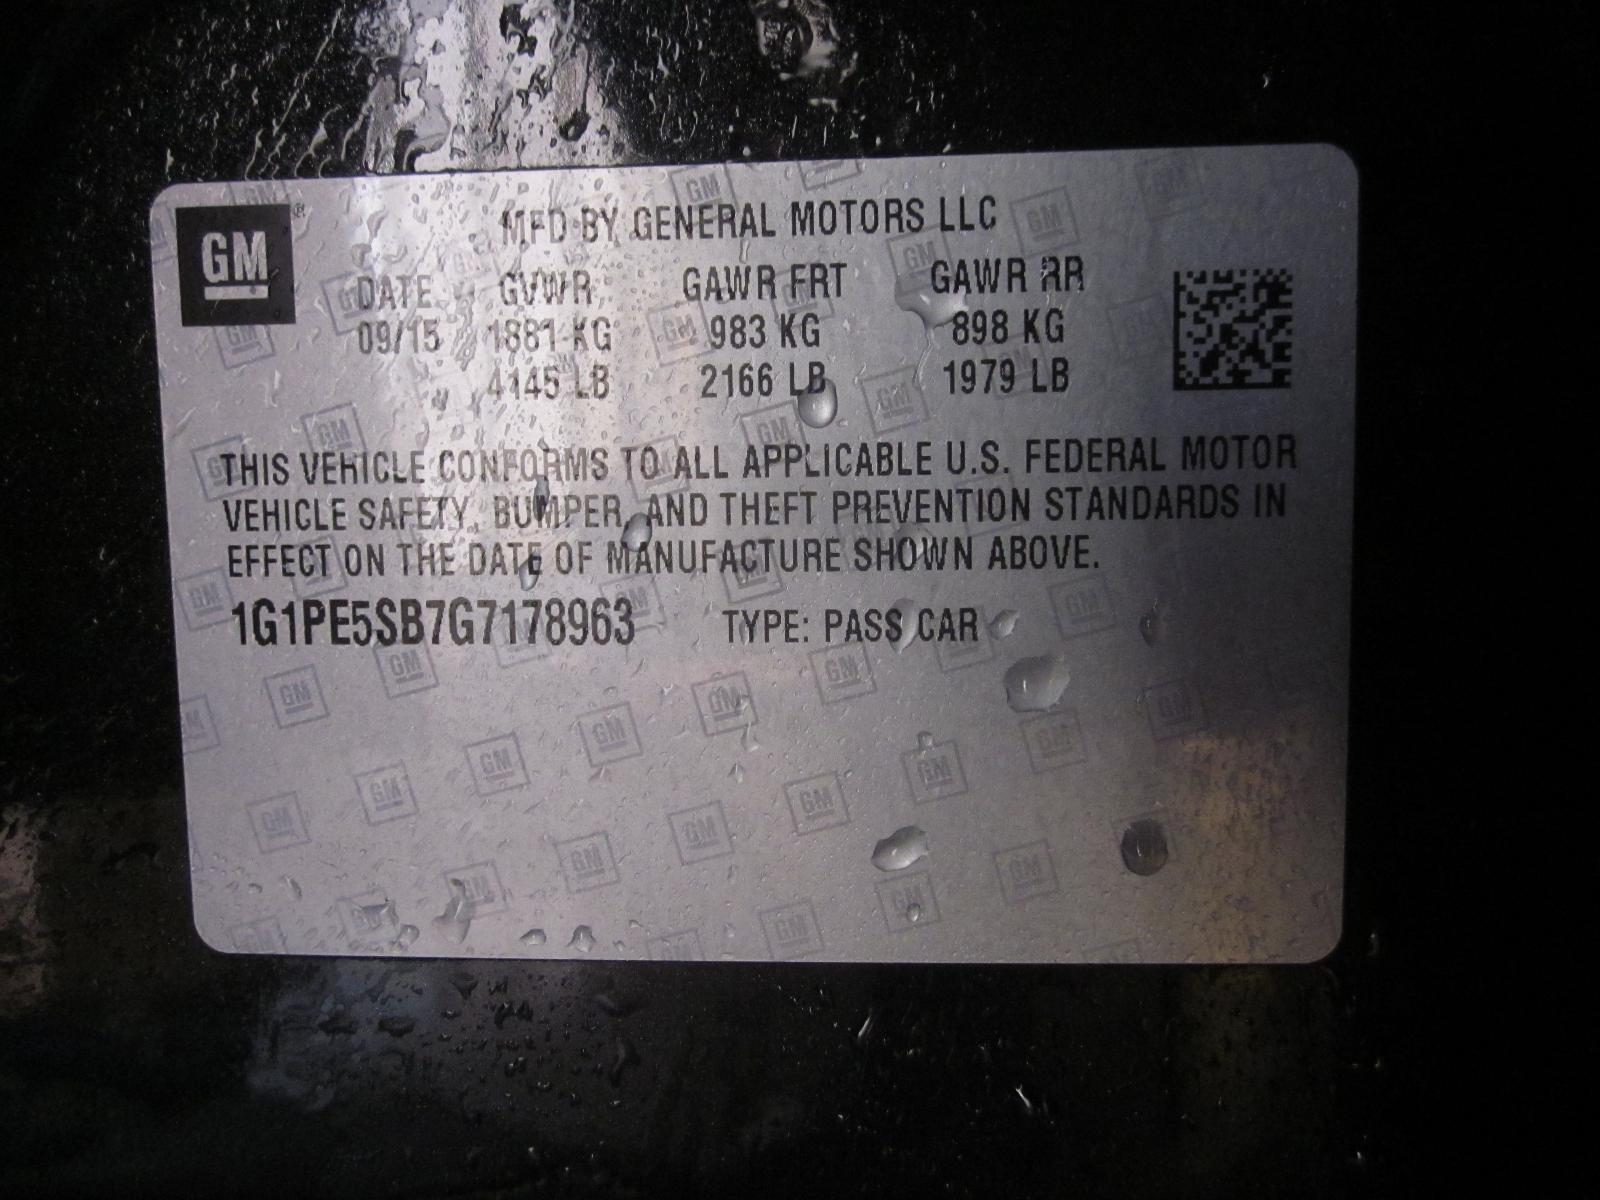 GM ®
MFD BY GENERAL MOTORS LLC
DATE GVWR GAWR FRT GAWR RR
09/15 1881 KG 983 KG 898 KG
4145 LB 2166 LB 1979 LB
THIS VEHICLE CONFORMS TO ALL APPLICABLE U.S. FEDERAL MOTOR
VEHICLE SAFETY, BUMPER, AND THEFT PREVENTION STANDARDS IN
EFFECT ON THE DATE OF MANUFACTURE SHOWN ABOVE.
1G1PE5SB7G7178963 TYPE: PASS CAR